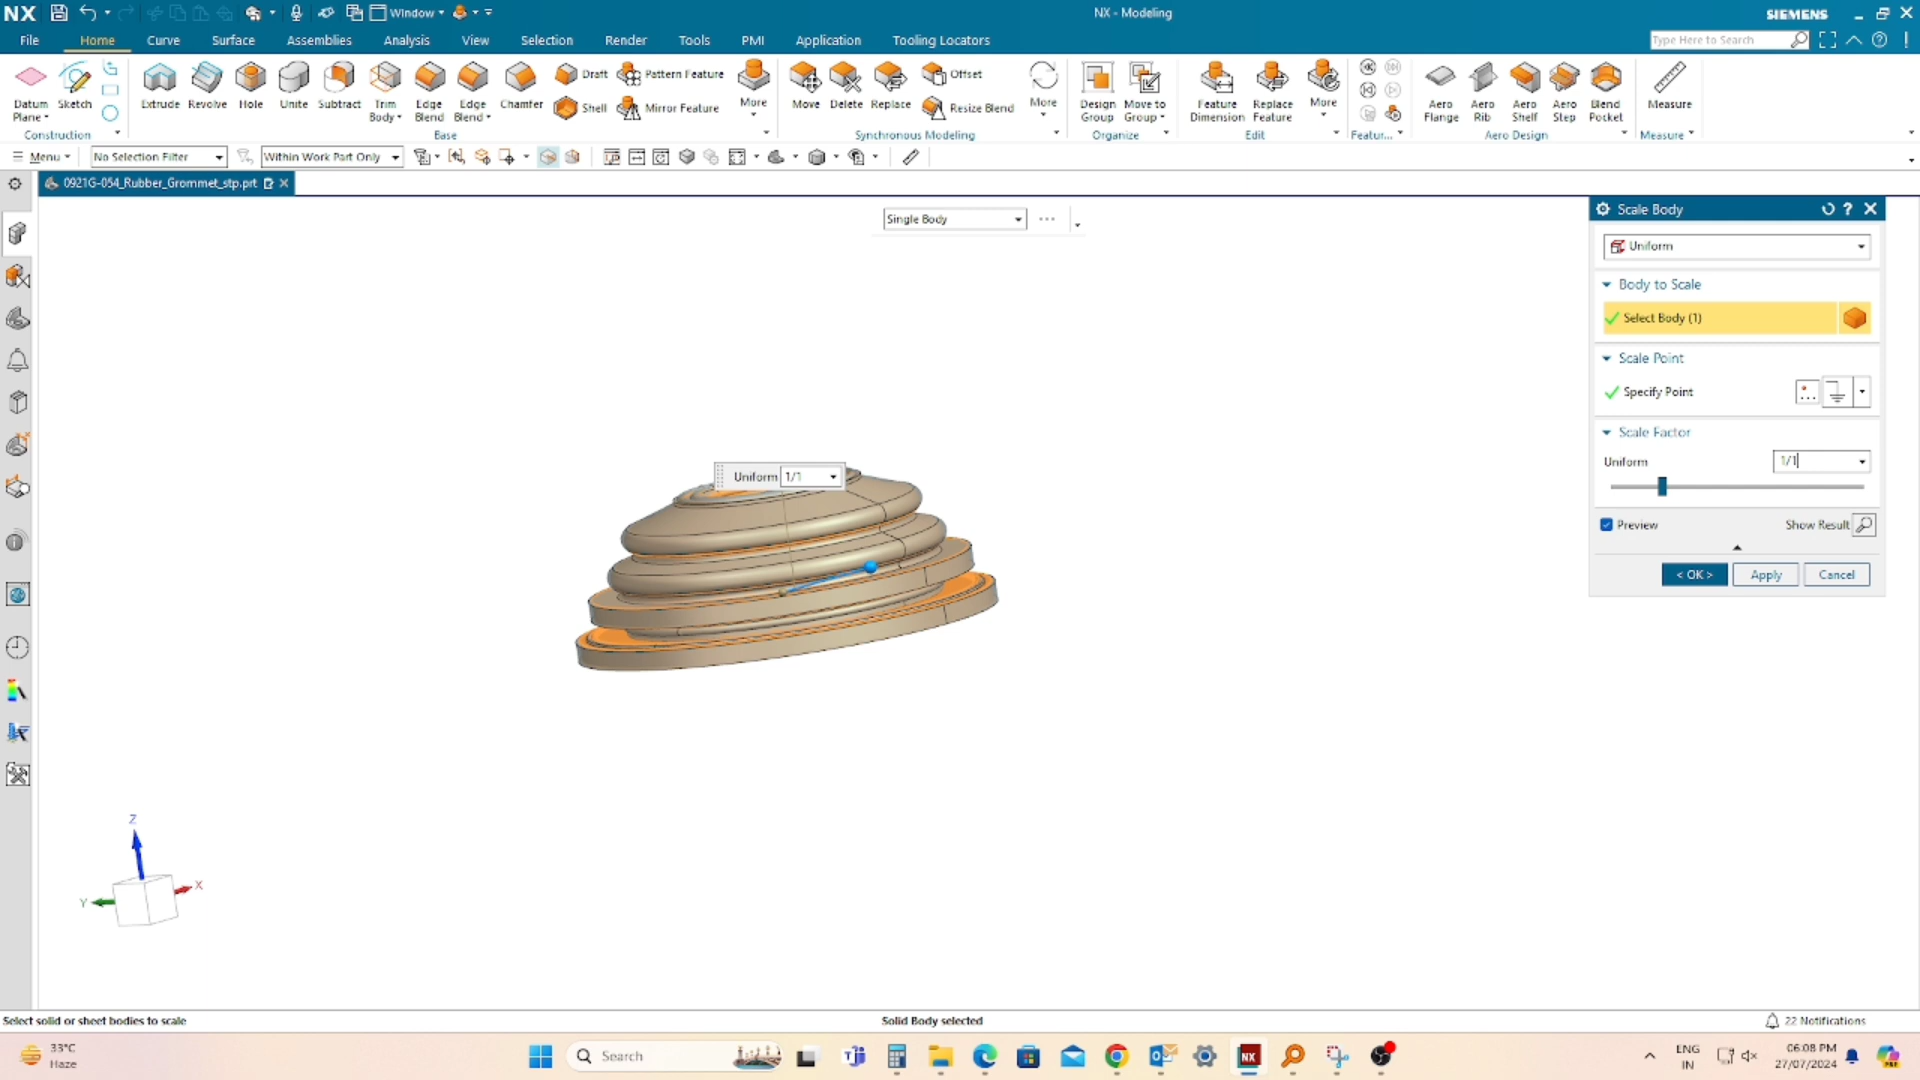 NX
Window
NX - Modeling
SIEMENS
File Home Curve Surface Assemblies Analysis View Selection Render Tools PMI Application Tooling Locators
Type Here to Search
Draft Pattern Feature Offset
Datum Plane Sketch Extrude Revolve Hole Unite Subtract Trim Body Edge Blend Edge Blend Chamfer Shell Mirror Feature More Move Delete Replace Resize Blend More Design Group Move to Group Feature Dimension Replace Feature More Aero Flange Aero Rib Aero Shelf Aero Step Blend Pocket Measure
Construction Base Synchronous Modeling Organize Edit Featur... Aero Design Measure
Menu No Selection Filter Within Work Part Only
0921G-054_Rubber_Grommet_stp.prt
Single Body
Scale Body
Uniform
Body to Scale
Select Body (1)
Scale Point
Specify Point
Scale Factor
Uniform 1/1
Preview Show Result
< OK > Apply Cancel
Uniform 1/1
Z
Y
X
Select solid or sheet bodies to scale
Solid Body selected
22 Notifications
33°C
Haze
Search
ENG
IN
06:08 PM
27/07/2024